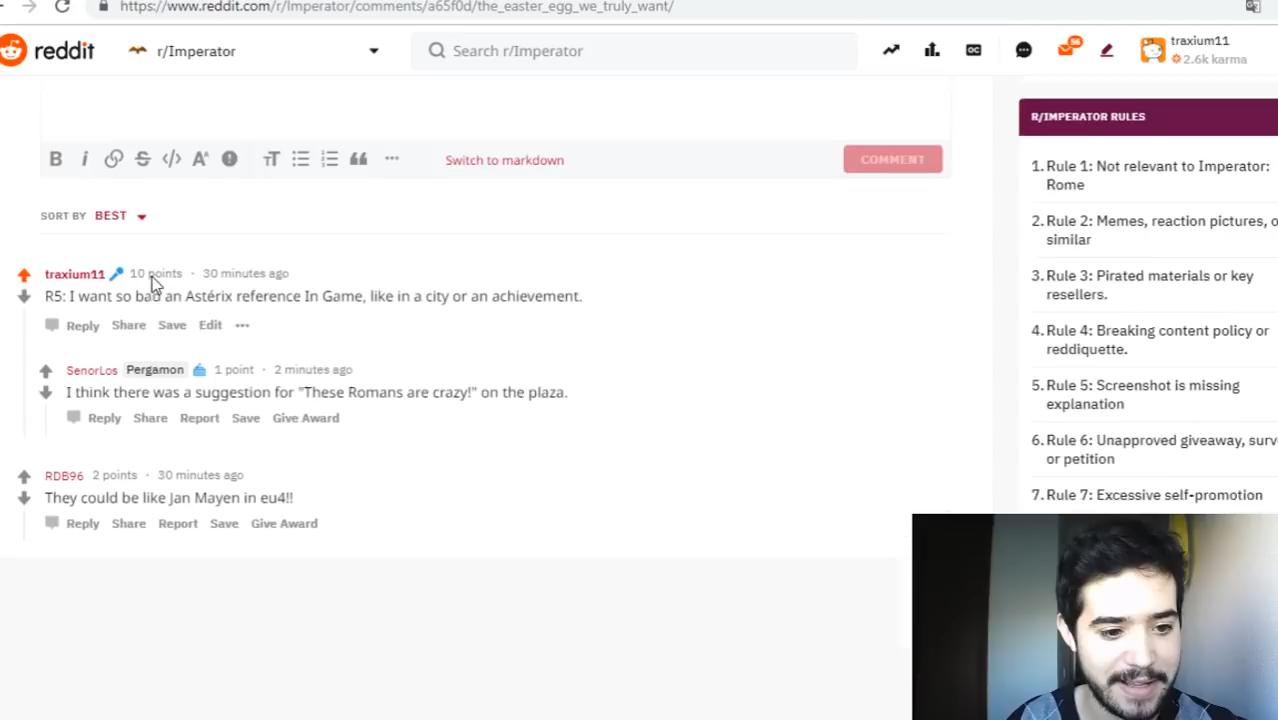 https://www.reddit.com/r/Imperator/comments/a65f0d/the_easter_egg_we_truly_want/
reddit r/Imperator Search r/Imperator OC 56 traxium11
2.6k karma
B i Switch to markdown COMMENT
SORT BY BEST
traxium11 10 points · 30 minutes ago
R5: I want so bad an Astérix reference In Game, like in a city or an achievement.
Reply Share Save Edit ···
SenorLos Pergamon 1 point · 2 minutes ago
I think there was a suggestion for "These Romans are crazy!" on the plaza.
Reply Share Report Save Give Award
RDB96 2 points · 30 minutes ago
They could be like Jan Mayen in eu4!!
Reply Share Report Save Give Award
R/IMPERATOR RULES
1. Rule 1: Not relevant to Imperator:
Rome
2. Rule 2: Memes, reaction pictures, o
similar
3. Rule 3: Pirated materials or key
resellers.
4. Rule 4: Breaking content policy or
reddiquette.
5. Rule 5: Screenshot is missing
explanation
6. Rule 6: Unapproved giveaway, surv
or petition
7. Rule 7: Excessive self-promotion